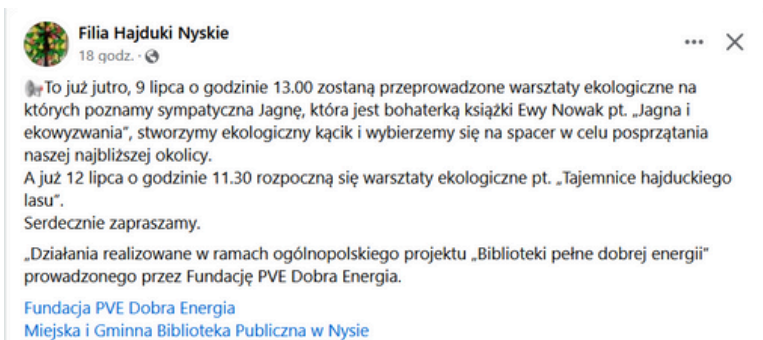 Filia Hajduki Nyskie
18 godz. ·
To już jutro, 9 lipca o godzinie 13.00 zostaną przeprowadzone warsztaty ekologiczne na
których poznamy sympatyczna Jagnę, która jest bohaterką książki Ewy Nowak pt. „Jagna i
ekowyzwania”, stworzymy ekologiczny kącik i wybierzemy się na spacer w celu posprzątania
naszej najbliższej okolicy.
A już 12 lipca o godzinie 11.30 rozpoczną się warsztaty ekologiczne pt. „Tajemnice hajduckiego
lasu”.
Serdecznie zapraszamy.
„Działania realizowane w ramach ogólnopolskiego projektu „Biblioteki pełne dobrej energii”
prowadzonego przez Fundację PVE Dobra Energia.
Fundacja PVE Dobra Energia
Miejska i Gminna Biblioteka Publiczna w Nysie